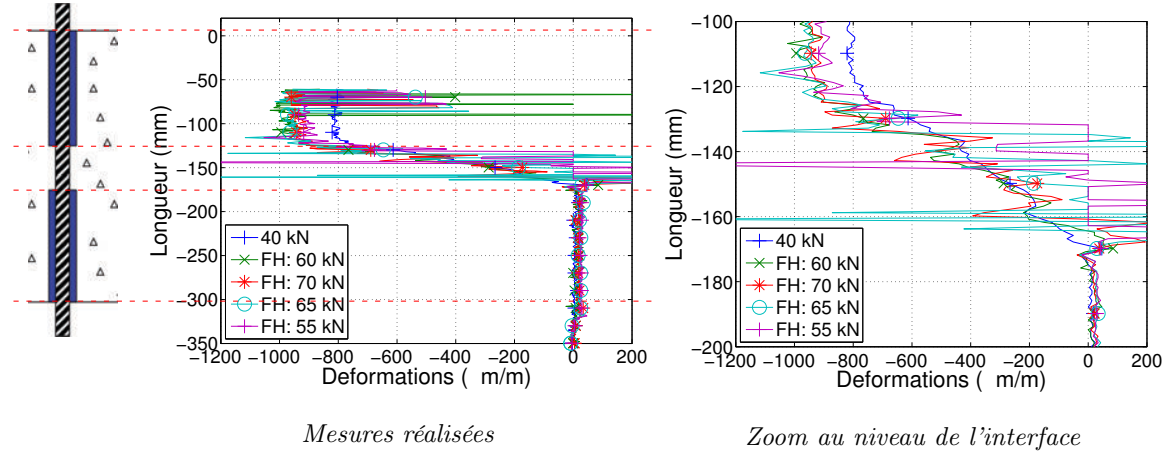 0
−50
−100
−150
−200
−250
−300
−350
Longueur (mm)
−1200 −1000 −800 −600 −400 −200 0 200
Deformations ( m/m)
40 kN
FH: 60 kN
FH: 70 kN
FH: 65 kN
FH: 55 kN
Mesures réalisées
−100
−120
−140
−160
−180
−200
Longueur (mm)
−1200 −1000 −800 −600 −400 −200 0 200
Deformations ( m/m)
40 kN
FH: 60 kN
FH: 70 kN
FH: 65 kN
FH: 55 kN
Zoom au niveau de l'interface